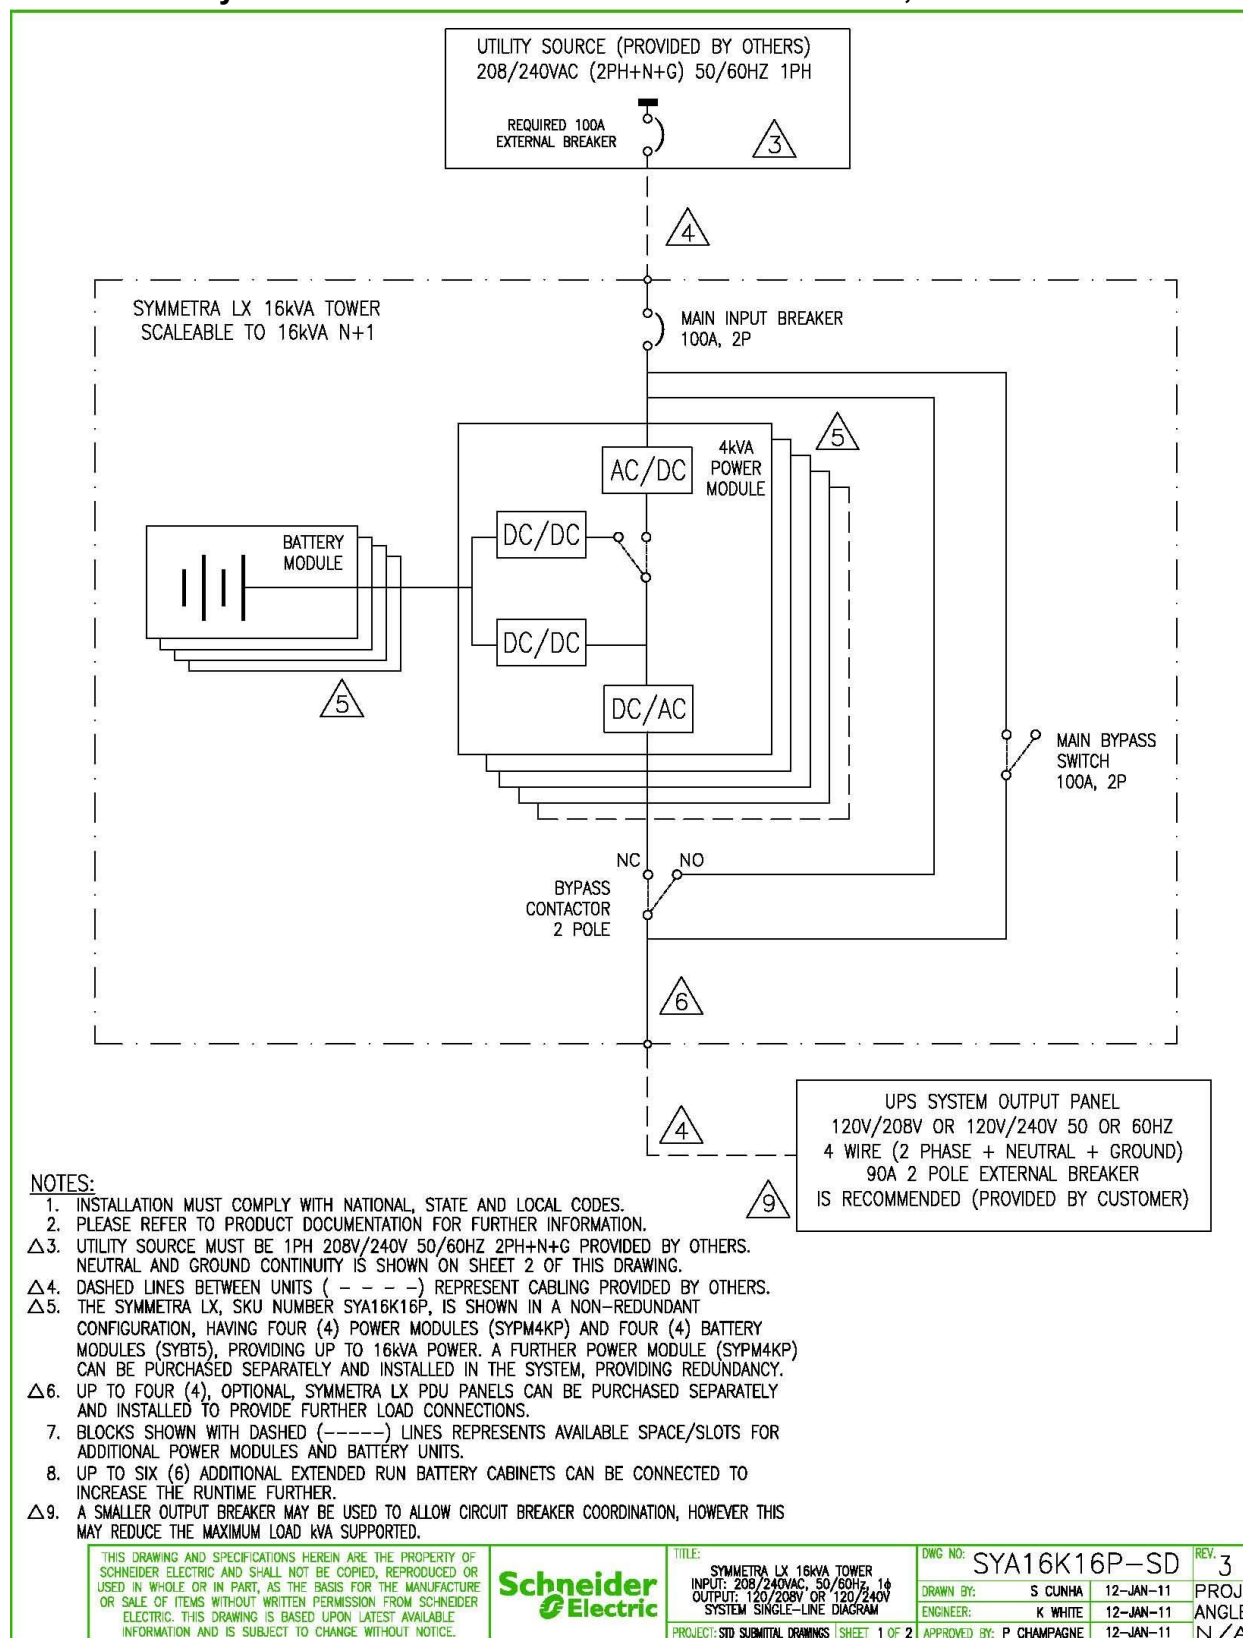 UTILITY SOURCE (PROVIDED BY OTHERS)
208/240VAC (2PH+N+G) 50/60HZ 1PH
REQUIRED 100A
EXTERNAL BREAKER
3
4
SYMMETRA LX 16kVA TOWER
SCALEABLE TO 16kVA N+1
MAIN INPUT BREAKER
100A, 2P
5
4kVA
POWER
MODULE
AC/DC
DC/DC
BATTERY
MODULE
DC/DC
5
DC/AC
MAIN BYPASS
SWITCH
100A, 2P
NC
NO
BYPASS
CONTACTOR
2 POLE
6
4
UPS SYSTEM OUTPUT PANEL
120V/208V OR 120V/240V 50 OR 60HZ
4 WIRE (2 PHASE + NEUTRAL + GROUND)
90A 2 POLE EXTERNAL BREAKER
IS RECOMMENDED (PROVIDED BY CUSTOMER)
9
NOTES:
1. INSTALLATION MUST COMPLY WITH NATIONAL, STATE AND LOCAL CODES.
2. PLEASE REFER TO PRODUCT DOCUMENTATION FOR FURTHER INFORMATION.
△3. UTILITY SOURCE MUST BE 1PH 208V/240V 50/60HZ 2PH+N+G PROVIDED BY OTHERS.
NEUTRAL AND GROUND CONTINUITY IS SHOWN ON SHEET 2 OF THIS DRAWING.
△4. DASHED LINES BETWEEN UNITS ( – – – –) REPRESENT CABLING PROVIDED BY OTHERS.
△5. THE SYMMETRA LX, SKU NUMBER SYA16K16P, IS SHOWN IN A NON-REDUNDANT
CONFIGURATION, HAVING FOUR (4) POWER MODULES (SYPM4KP) AND FOUR (4) BATTERY
MODULES (SYBT5), PROVIDING UP TO 16kVA POWER. A FURTHER POWER MODULE (SYPM4KP)
CAN BE PURCHASED SEPARATELY AND INSTALLED IN THE SYSTEM, PROVIDING REDUNDANCY.
△6. UP TO FOUR (4), OPTIONAL, SYMMETRA LX PDU PANELS CAN BE PURCHASED SEPARATELY
AND INSTALLED TO PROVIDE FURTHER LOAD CONNECTIONS.
7. BLOCKS SHOWN WITH DASHED (-----) LINES REPRESENTS AVAILABLE SPACE/SLOTS FOR
ADDITIONAL POWER MODULES AND BATTERY UNITS.
8. UP TO SIX (6) ADDITIONAL EXTENDED RUN BATTERY CABINETS CAN BE CONNECTED TO
INCREASE THE RUNTIME FURTHER.
△9. A SMALLER OUTPUT BREAKER MAY BE USED TO ALLOW CIRCUIT BREAKER COORDINATION, HOWEVER THIS
MAY REDUCE THE MAXIMUM LOAD kVA SUPPORTED.
THIS DRAWING AND SPECIFICATIONS HEREIN ARE THE PROPERTY OF
SCHNEIDER ELECTRIC AND SHALL NOT BE COPIED, REPRODUCED OR
USED IN WHOLE OR IN PART, AS THE BASIS FOR THE MANUFACTURE
OR SALE OF ITEMS WITHOUT WRITTEN PERMISSION FROM SCHNEIDER
ELECTRIC. THIS DRAWING IS BASED UPON LATEST AVAILABLE
INFORMATION AND IS SUBJECT TO CHANGE WITHOUT NOTICE.
Schneider
Electric
TITLE:
SYMMETRA LX 16kVA TOWER
INPUT: 208/240VAC, 50/60Hz, 1ϕ
OUTPUT: 120/208V OR 120/240V
SYSTEM SINGLE-LINE DIAGRAM
PROJECT: STD SUBMITTAL DRAWINGS SHEET 1 OF 2
DWG NO: SYA16K16P-SD
REV. 3
DRAWN BY: S CUNHA 12-JAN-11
ENGINEER: K WHITE 12-JAN-11
APPROVED BY: P CHAMPAGNE 12-JAN-11
PROJ
ANGLE
N/A